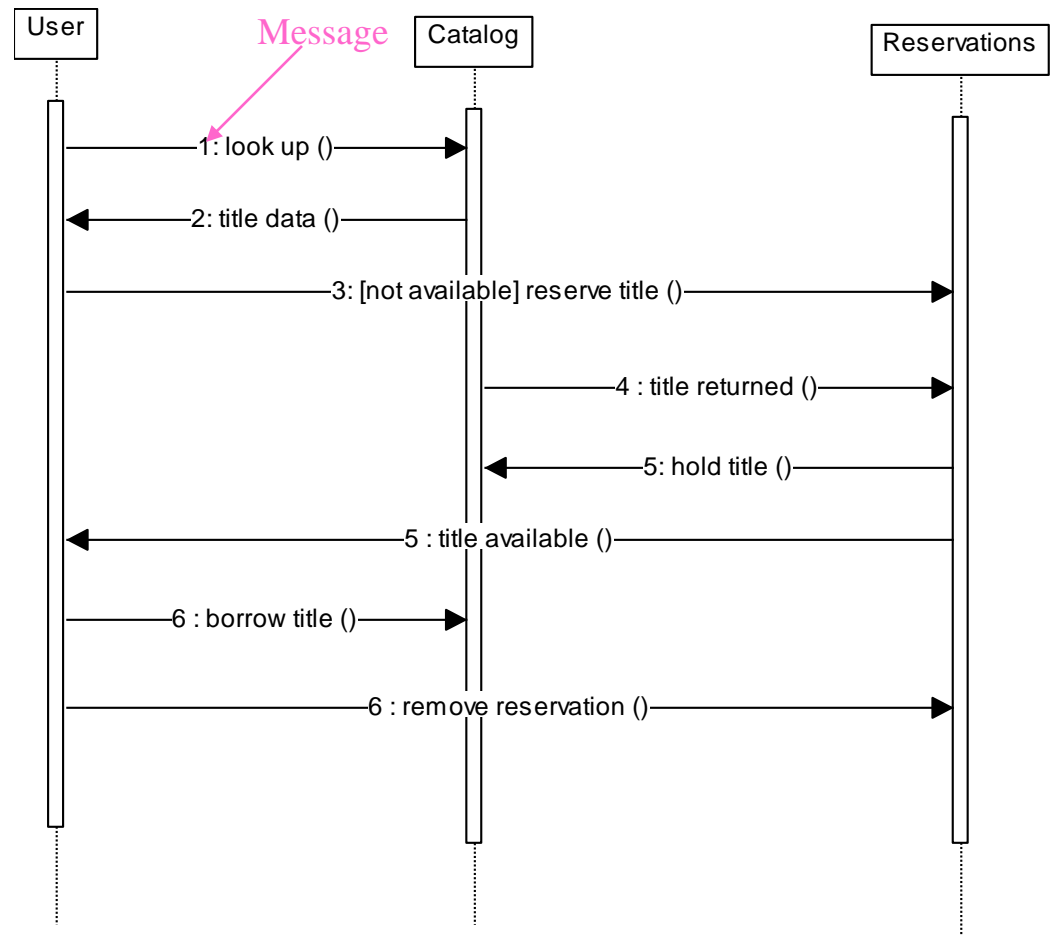 User
Message
Catalog
Reservations
1: look up ()
2: title data ()
3: [not available] reserve title ()
4 : title returned ()
5: hold title ()
5 : title available ()
6 : borrow title ()
6 : remove reservation ()